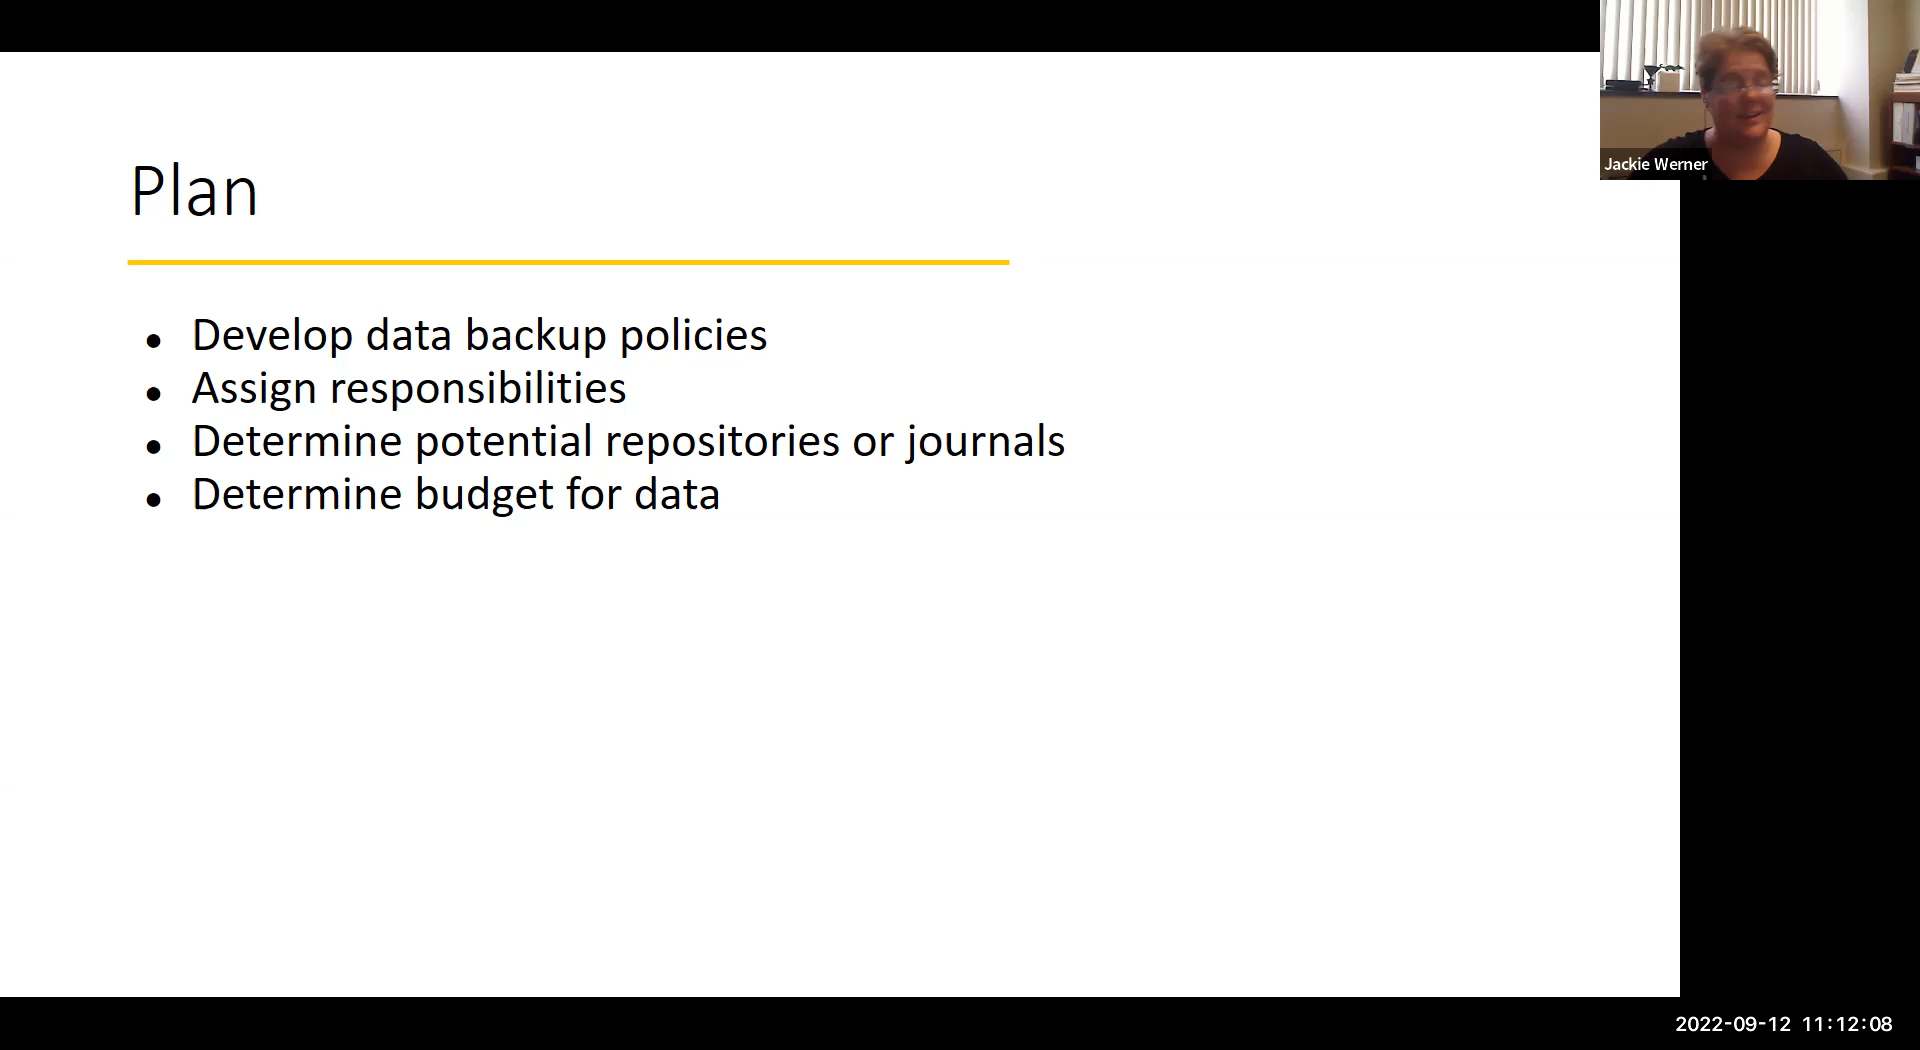 Plan
• Develop data backup policies
• Assign responsibilities
• Determine potential repositories or journals
• Determine budget for data
Jackie Werner
2022-09-12 11:12:08